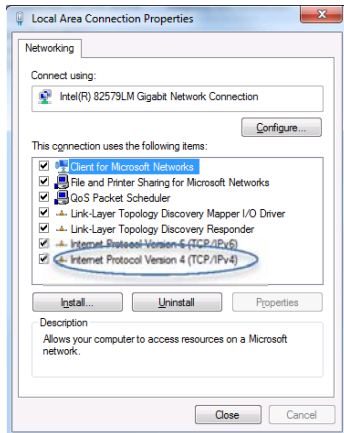 Local Area Connection Properties
Networking
Connect using:
Intel(R) 82579LM Gigabit Network Connection
Configure...
This connection uses the following items:
Client for Microsoft Networks
File and Printer Sharing for Microsoft Networks
QoS Packet Scheduler
Link-Layer Topology Discovery Mapper I/O Driver
Link-Layer Topology Discovery Responder
Internet Protocol Version 6 (TCP/IPv6)
Internet Protocol Version 4 (TCP/IPv4)
Install... Uninstall Properties
Description
Allows your computer to access resources on a Microsoft
network.
Close Cancel